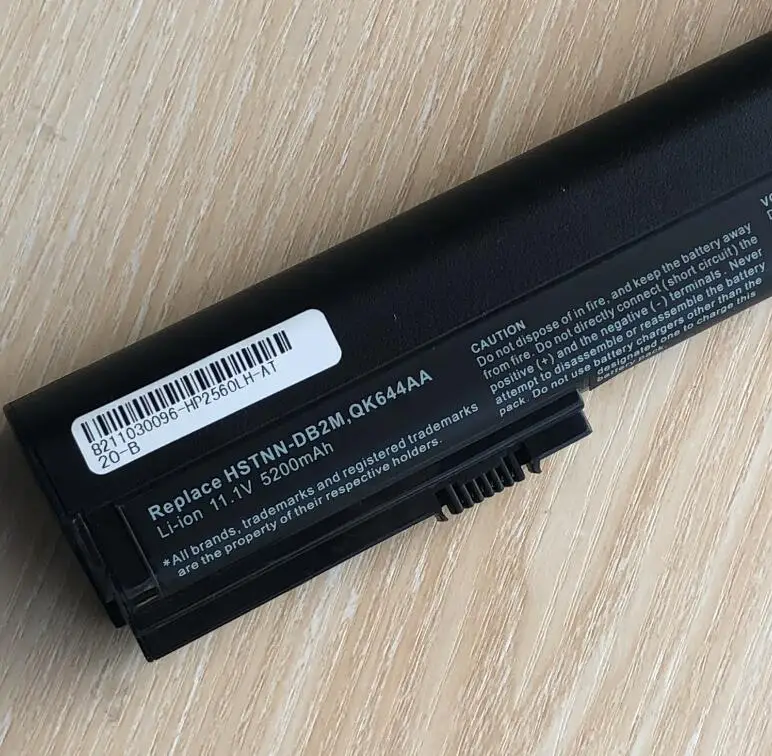 8211030096-HP2560LH-AT
20-B
Replace HSTNN-DB2M,QK644AA
Li-ion 11.1V 5200mAh
*All brands, trademarks and registered trademarks
are the property of their respective holders.
CAUTION
Do not dispose of in fire, and keep the battery away
from fire. Do not directly connect (short circuit) the
positive (+) and the negative (-) terminals. Never
attempt to disassemble or reassemble the battery
pack. Do not use battery chargers other than the
designated one to charge this
battery pack.